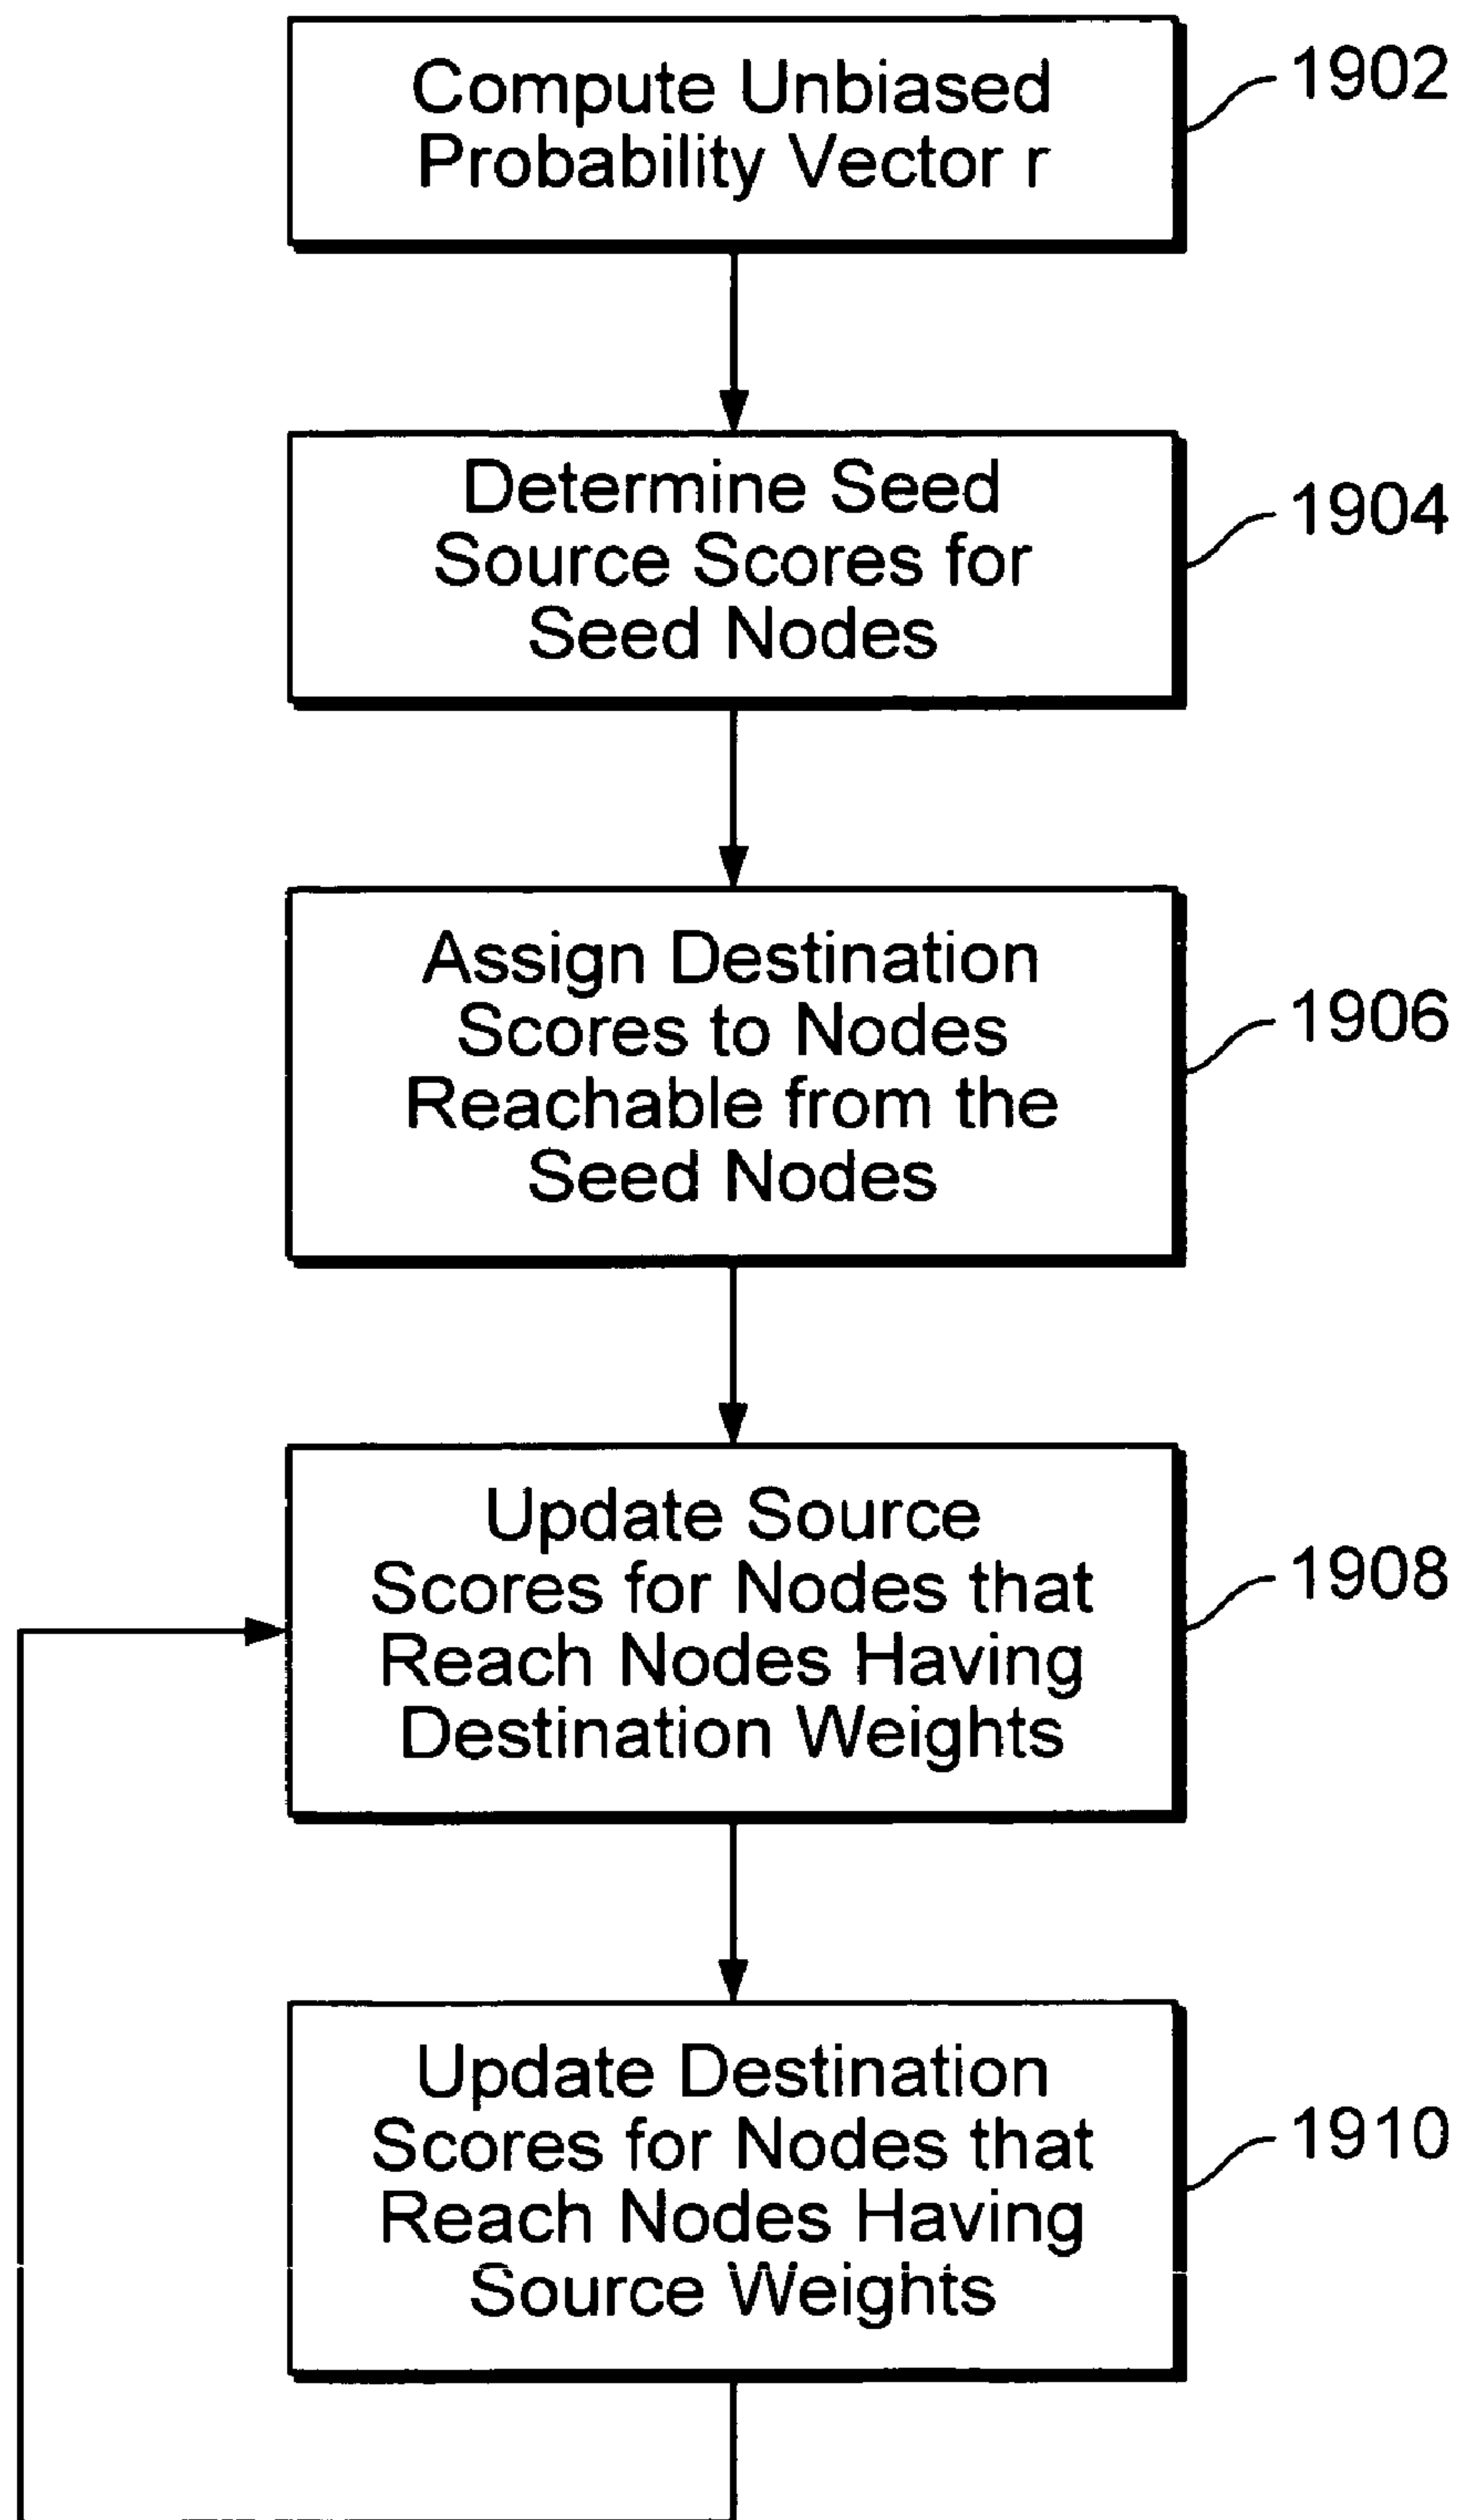 Compute Unbiased
Probability Vector r
1902
Determine Seed
Source Scores for
Seed Nodes
1904
Assign Destination
Scores to Nodes
Reachable from the
Seed Nodes
1906
Update Source
Scores for Nodes that
Reach Nodes Having
Destination Weights
1908
Update Destination
Scores for Nodes that
Reach Nodes Having
Source Weights
1910